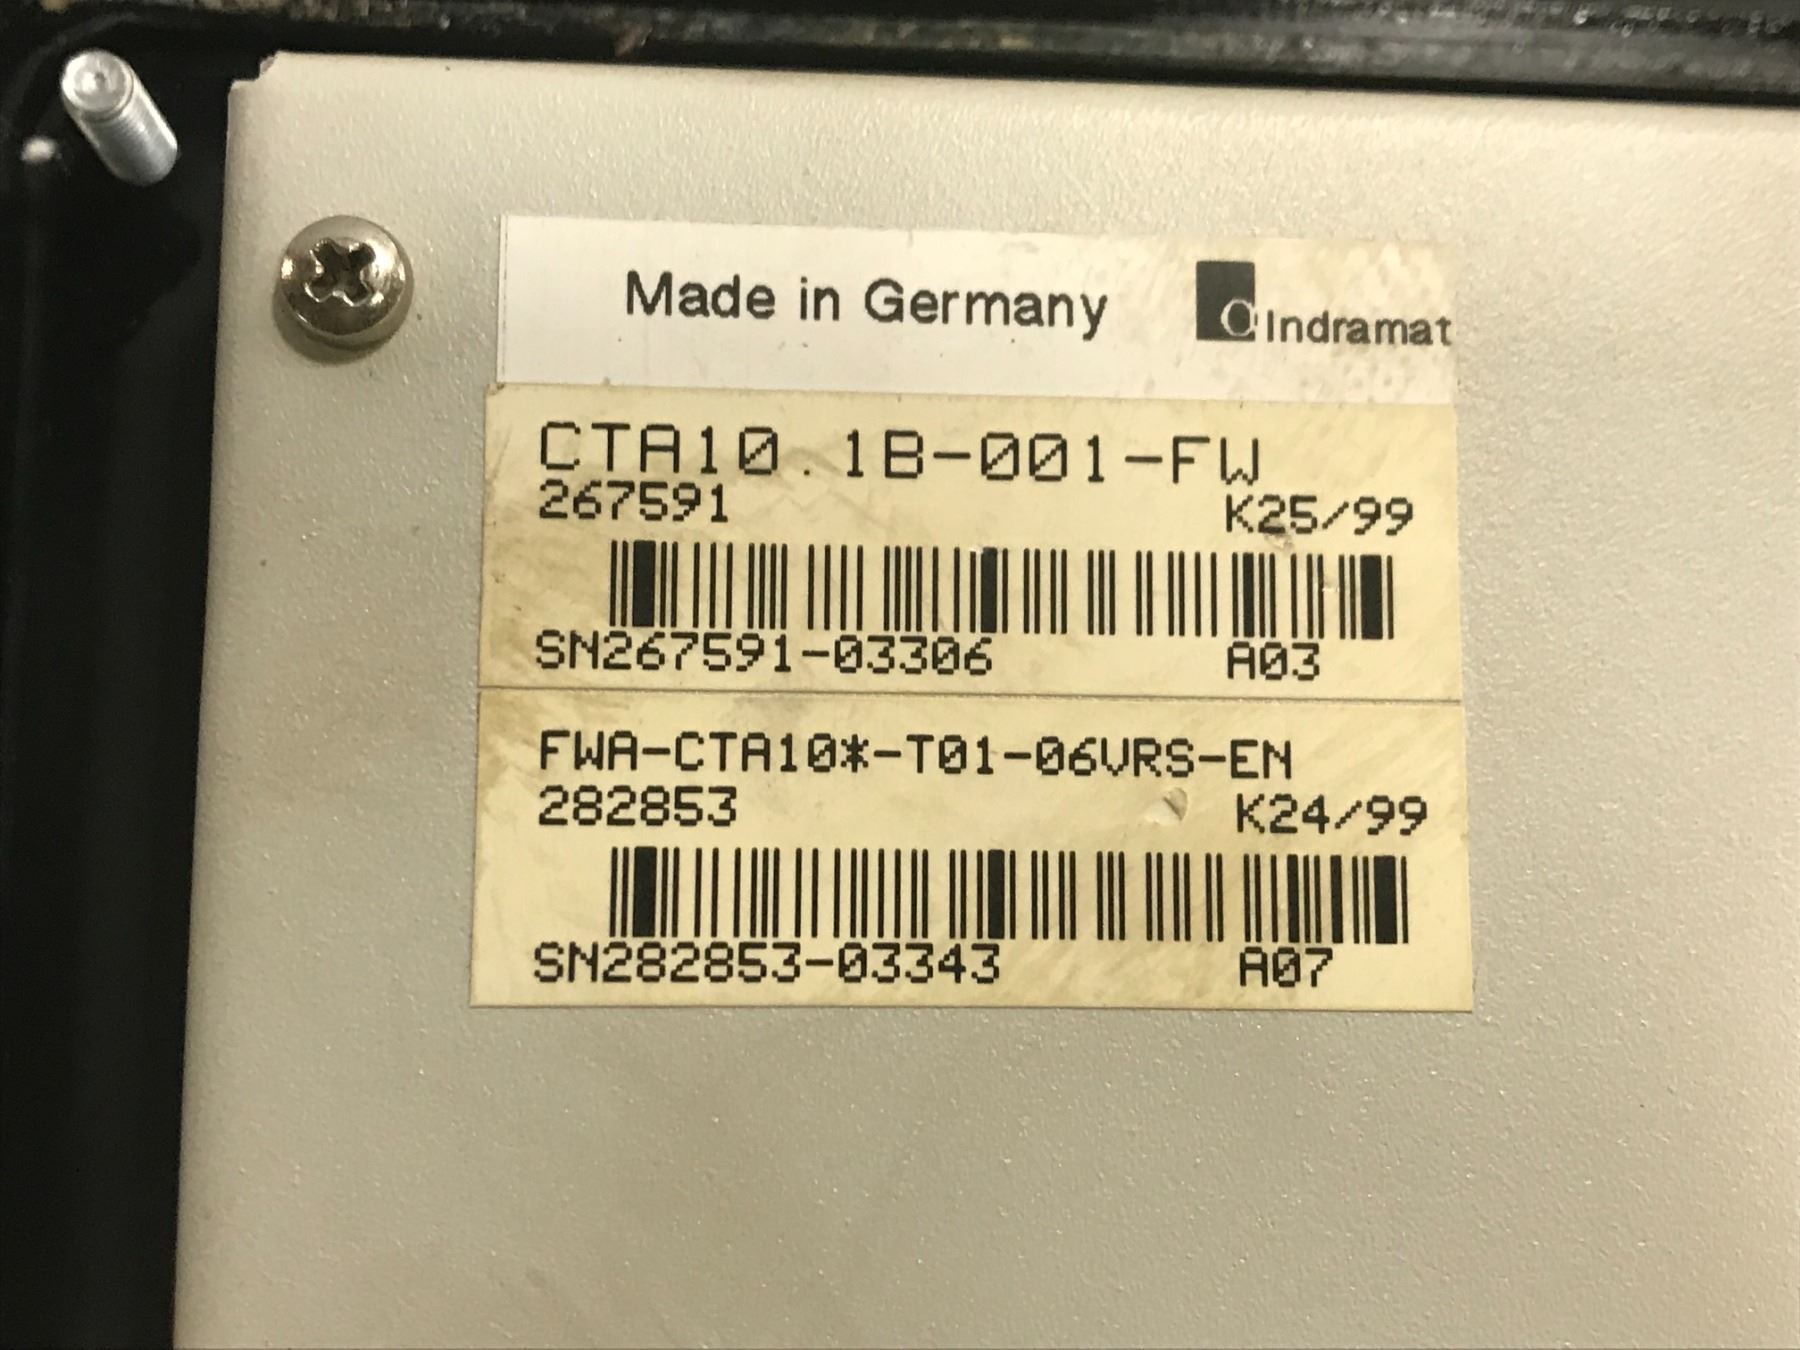 Made in Germany
Indramat
CTA10.1B-001-FW
267591 K25/99
SN267591-03306 A03
FWA-CTA10*-T01-06VRS-EN
282853 K24/99
SN282853-03343 A07